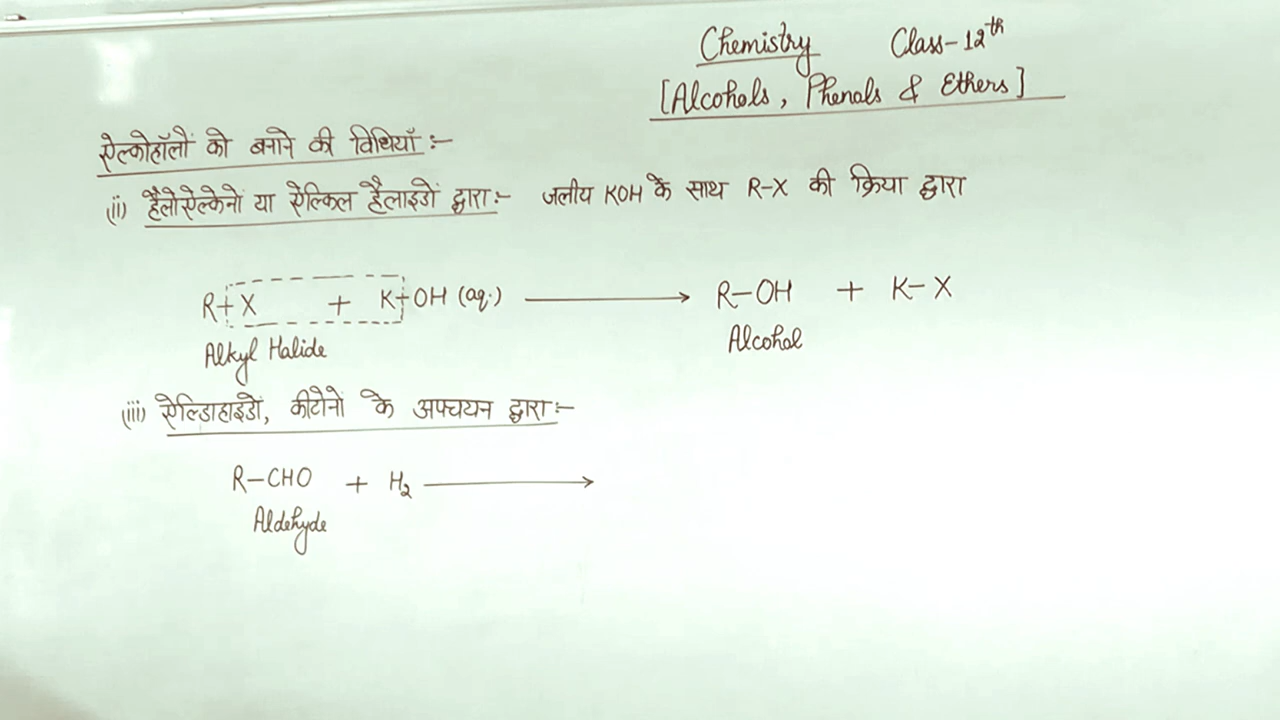 Chemistry Class-12th
[Alcohols, Phenols & Ethers]
ऐल्कोहॉलों को बनाने की विधियाँ :-
(ii) हैलोऐल्केनों या ऐल्किल हैलाइडों द्वारा :- जलीय KOH के साथ R-X की क्रिया द्वारा
R-X + K-OH (aq.) ⟶ R-OH + K-X
Alkyl Halide Alcohol
(iii) ऐल्डिहाइडों, कीटोनों के अपचयन द्वारा :-
R-CHO + H₂ ⟶
Aldehyde